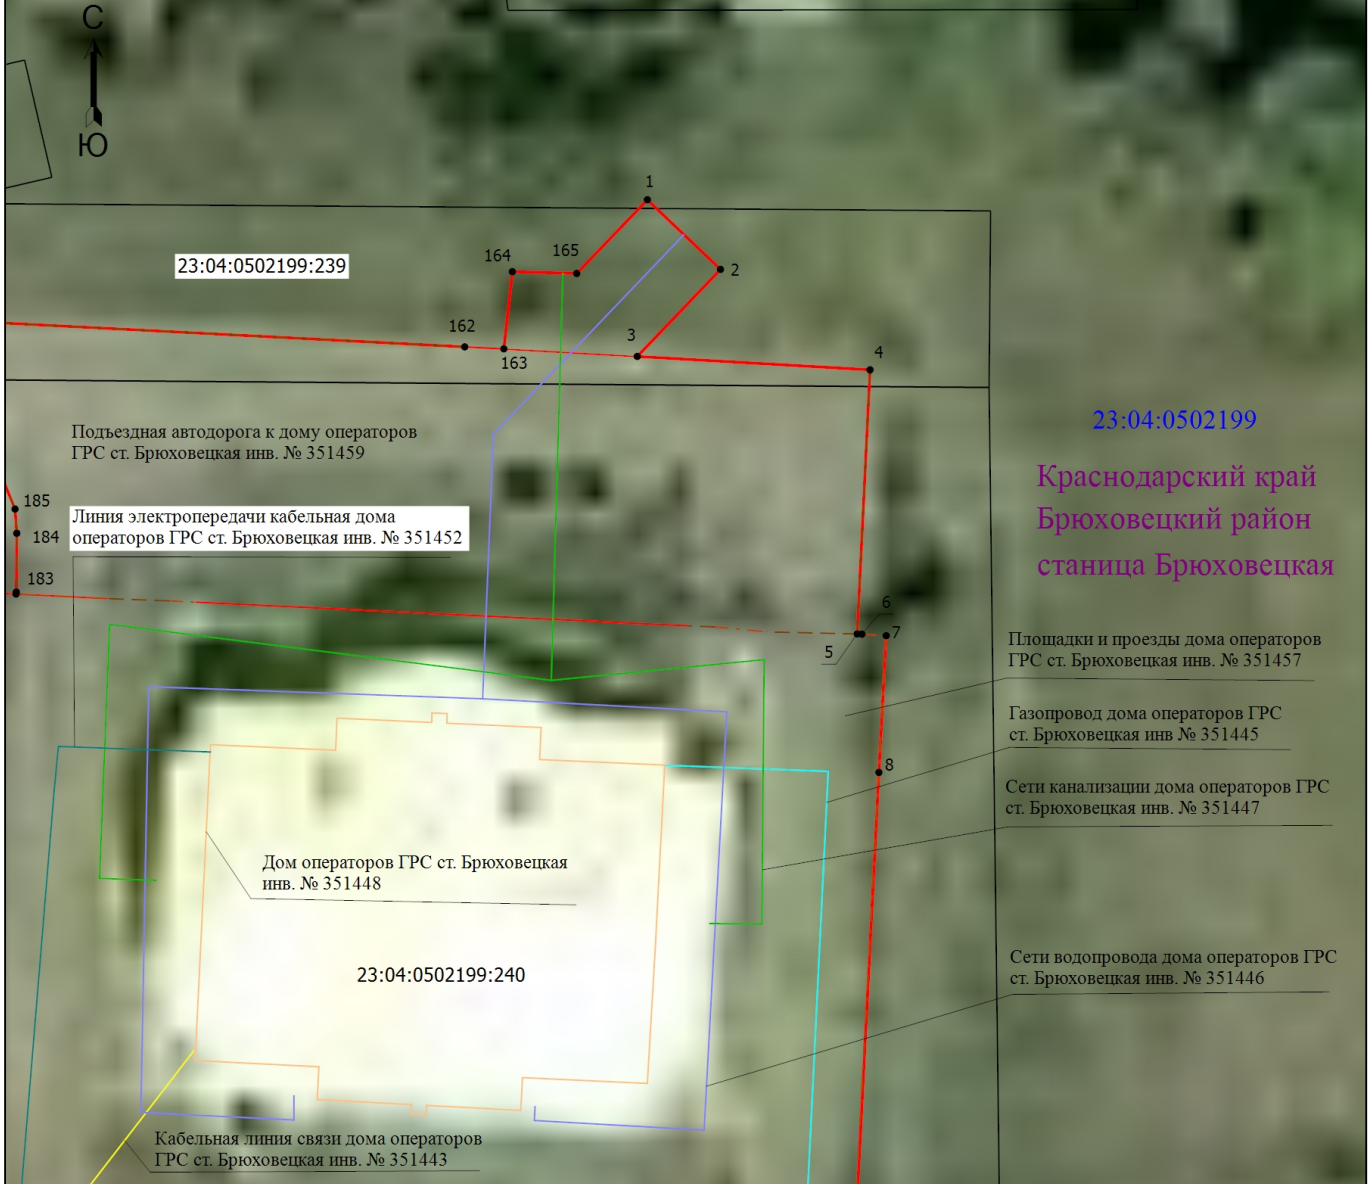 С
Ю
1
164
165
2
23:04:0502199:239
162
163
3
4
23:04:0502199
Краснодарский край
Брюховецкий район
станица Брюховецкая
Подъездная автодорога к дому операторов
ГРС ст. Брюховецкая инв. № 351459
185
184
183
Линия электропередачи кабельная дома
операторов ГРС ст. Брюховецкая инв. № 351452
6
7
5
8
Площадки и проезды дома операторов
ГРС ст. Брюховецкая инв. № 351457
Газопровод дома операторов ГРС
ст. Брюховецкая инв № 351445
Сети канализации дома операторов ГРС
ст. Брюховецкая инв. № 351447
Дом операторов ГРС ст. Брюховецкая
инв. № 351448
23:04:0502199:240
Сети водопровода дома операторов ГРС
ст. Брюховецкая инв. № 351446
Кабельная линия связи дома операторов
ГРС ст. Брюховецкая инв. № 351443